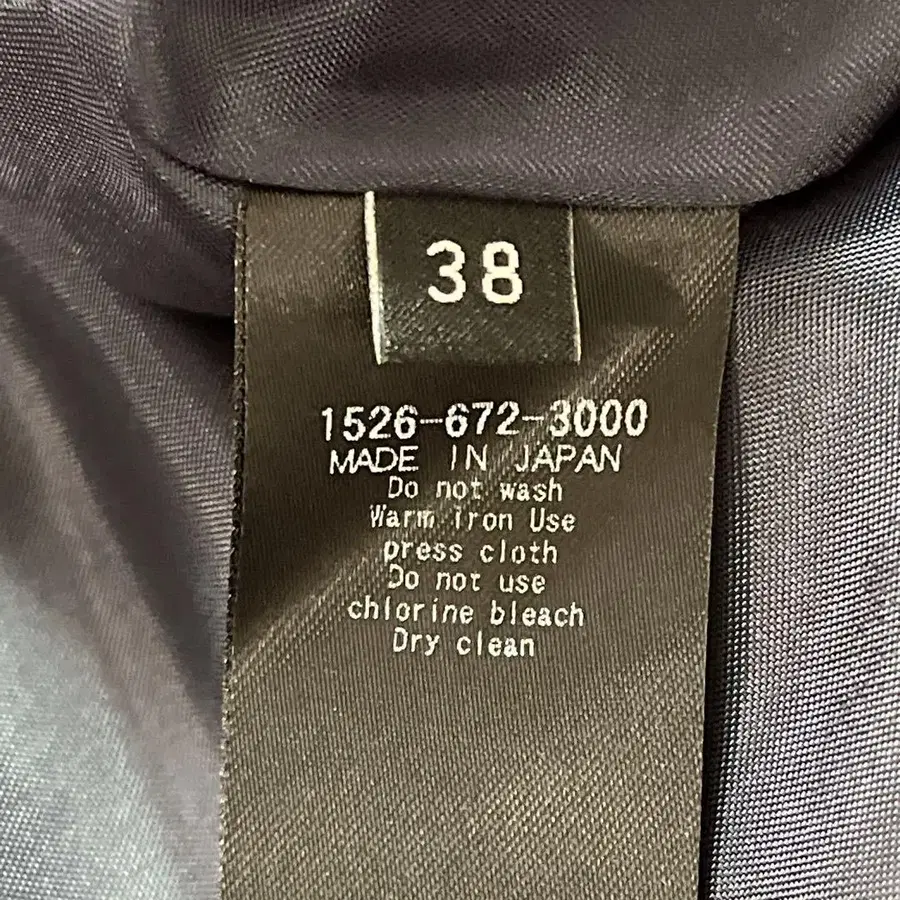 38
1526-672-3000
MADE IN JAPAN
Do not wash
Warm iron Use
press cloth
Do not use
chlorine bleach
Dry clean